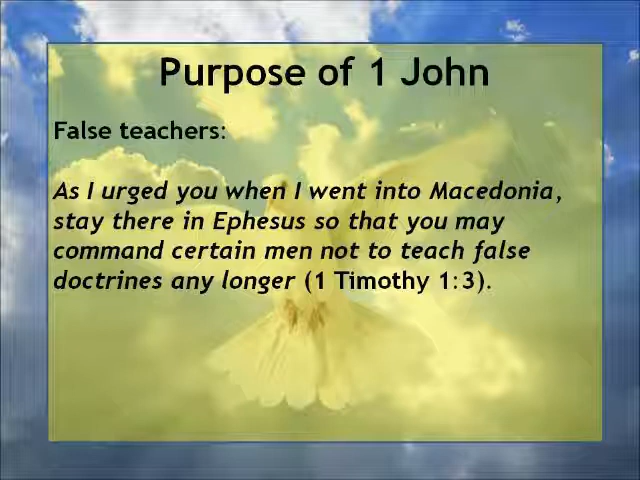 Purpose of 1 John
False teachers:
As I urged you when I went into Macedonia,
stay there in Ephesus so that you may
command certain men not to teach false
doctrines any longer (1 Timothy 1:3).